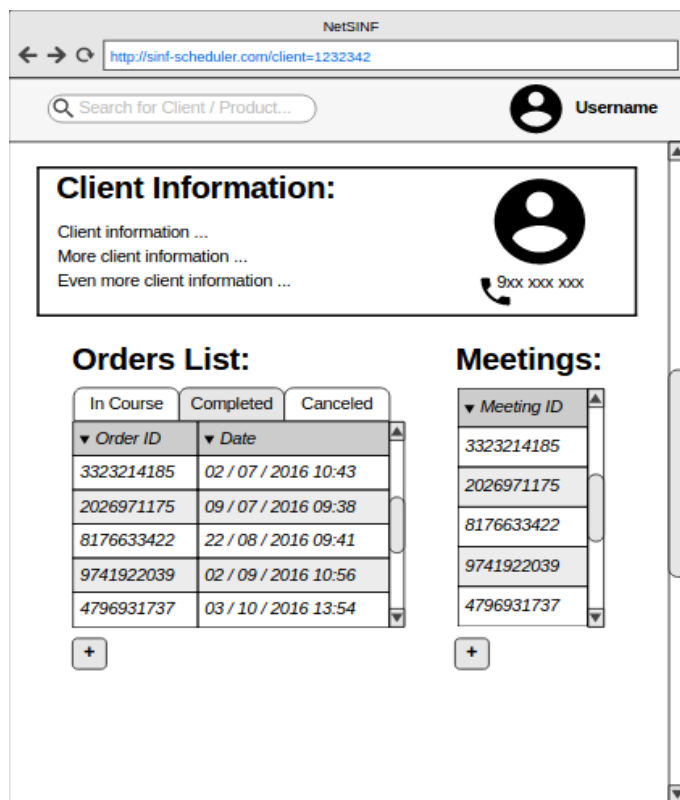 NetSINF
http://sinf-scheduler.com/client=1232342
Search for Client / Product...
Username
Client Information:
Client information ...
More client information ...
Even more client information ...
9xx xxx xxx
Orders List:
In Course Completed Canceled
Order ID Date
3323214185 02 / 07 / 2016 10:43
2026971175 09 / 07 / 2016 09:38
8176633422 22 / 08 / 2016 09:41
9741922039 02 / 09 / 2016 10:56
4796931737 03 / 10 / 2016 13:54
+
Meetings:
Meeting ID
3323214185
2026971175
8176633422
9741922039
4796931737
+